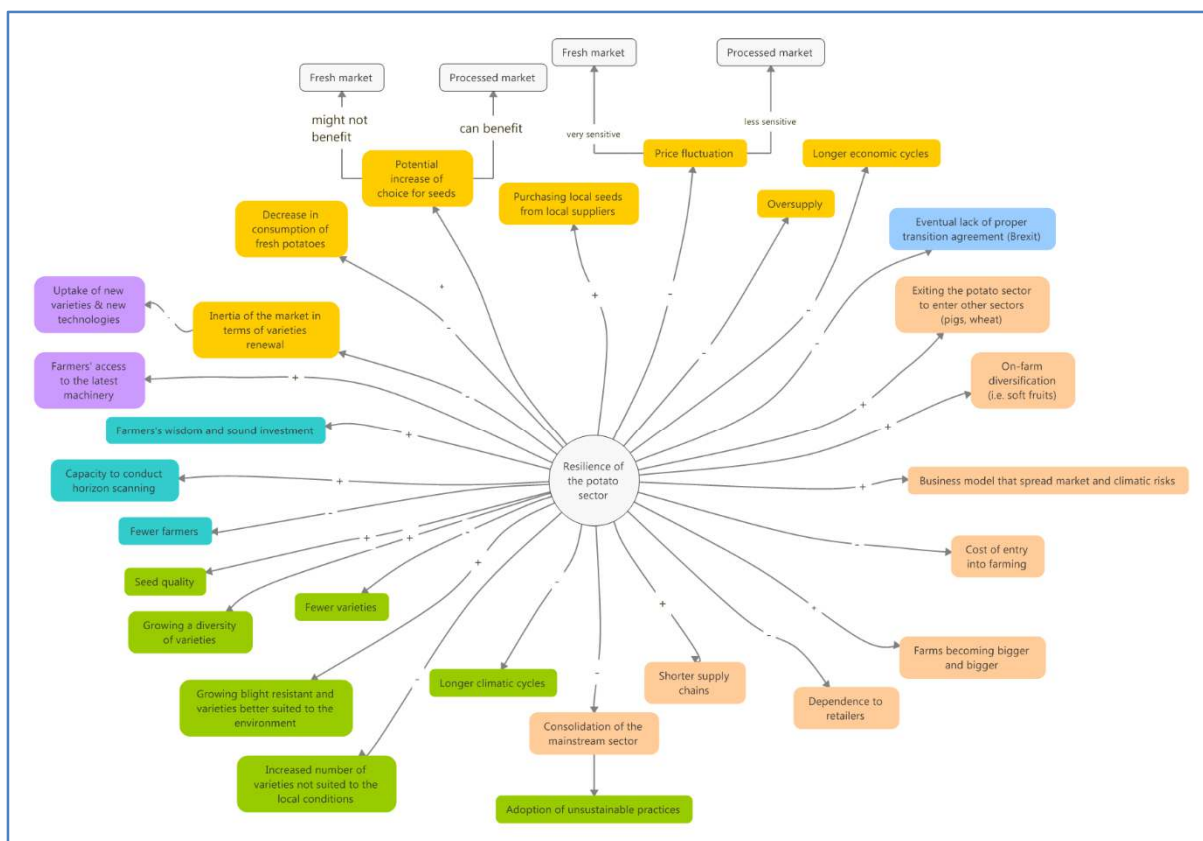 Fresh market
Processed market
Fresh market
Processed market
might not
benefit
can benefit
very sensitive
less sensitive
Potential
increase of
choice for seeds
Price fluctuation
Longer economic cycles
Purchasing local seeds
from local suppliers
Oversupply
Decrease in
consumption of
fresh potatoes
Eventual lack of proper
transition agreement (Brexit)
Uptake of new
varieties & new
technologies
-
Inertia of the market in
terms of varieties
renewal
Exiting the potato sector
to enter other sectors
(pigs, wheat)
Farmers' access
to the latest
machinery
On-farm
diversification
(i.e. soft fruits)
Farmers's wisdom and sound investment
Resilience of
the potato
sector
Capacity to conduct
horizon scanning
Business model that spread market and climatic risks
Fewer farmers
Cost of entry
into farming
Seed quality
Fewer varieties
Growing a diversity
of varieties
Farms becoming bigger
and bigger
Growing blight resistant and
varieties better suited to the
environment
Longer climatic cycles
Shorter supply
chains
Dependence to
retailers
Consolidation of the
mainstream sector
Increased number of
varieties not suited to the
local conditions
Adoption of unsustainable practices
+
-
-
+
-
-
-
-
+
+
+
-
+
+
-
+
+
-
+
+
-
+
-
-
-
+
-
+
-